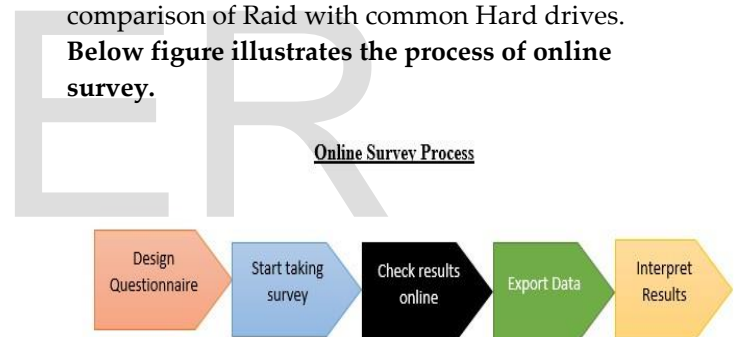 comparison of Raid with common Hard drives.
Below figure illustrates the process of online
survey.
ER
Online Survey Process
Design
Questionnaire
Start taking
survey
Check results
online
Export Data
Interpret
Results